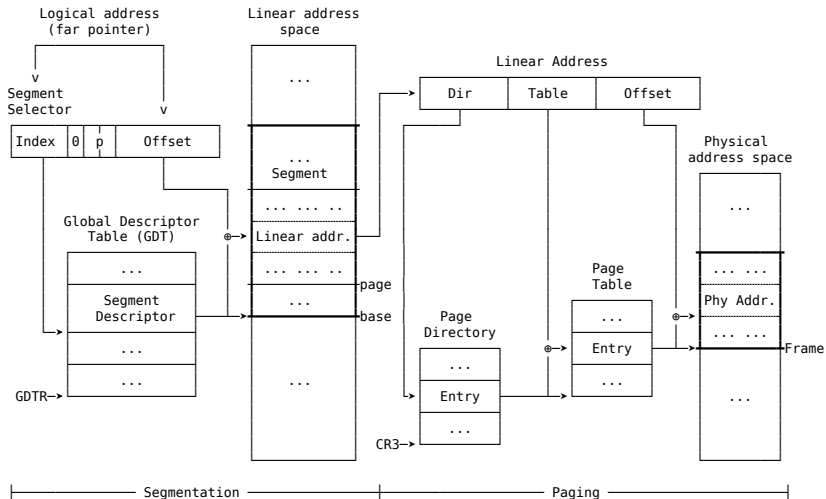 Logical address
(far pointer)
Linear address
space
Linear Address
...
Segment
Selector
Dir Table Offset
Index 0 p Offset
Physical
address space
...
Segment
... ... ..
...
Global Descriptor
Table (GDT)
⊕ Linear addr.
... ... ... .. Page
Table
... ...
page
Segment
Descriptor
... Phy Addr.
base Page
Directory
... ⊕
... ... ...
⊕ Entry Frame
... ... ...
GDTR Entry ...
...
...
CR3
Segmentation Paging